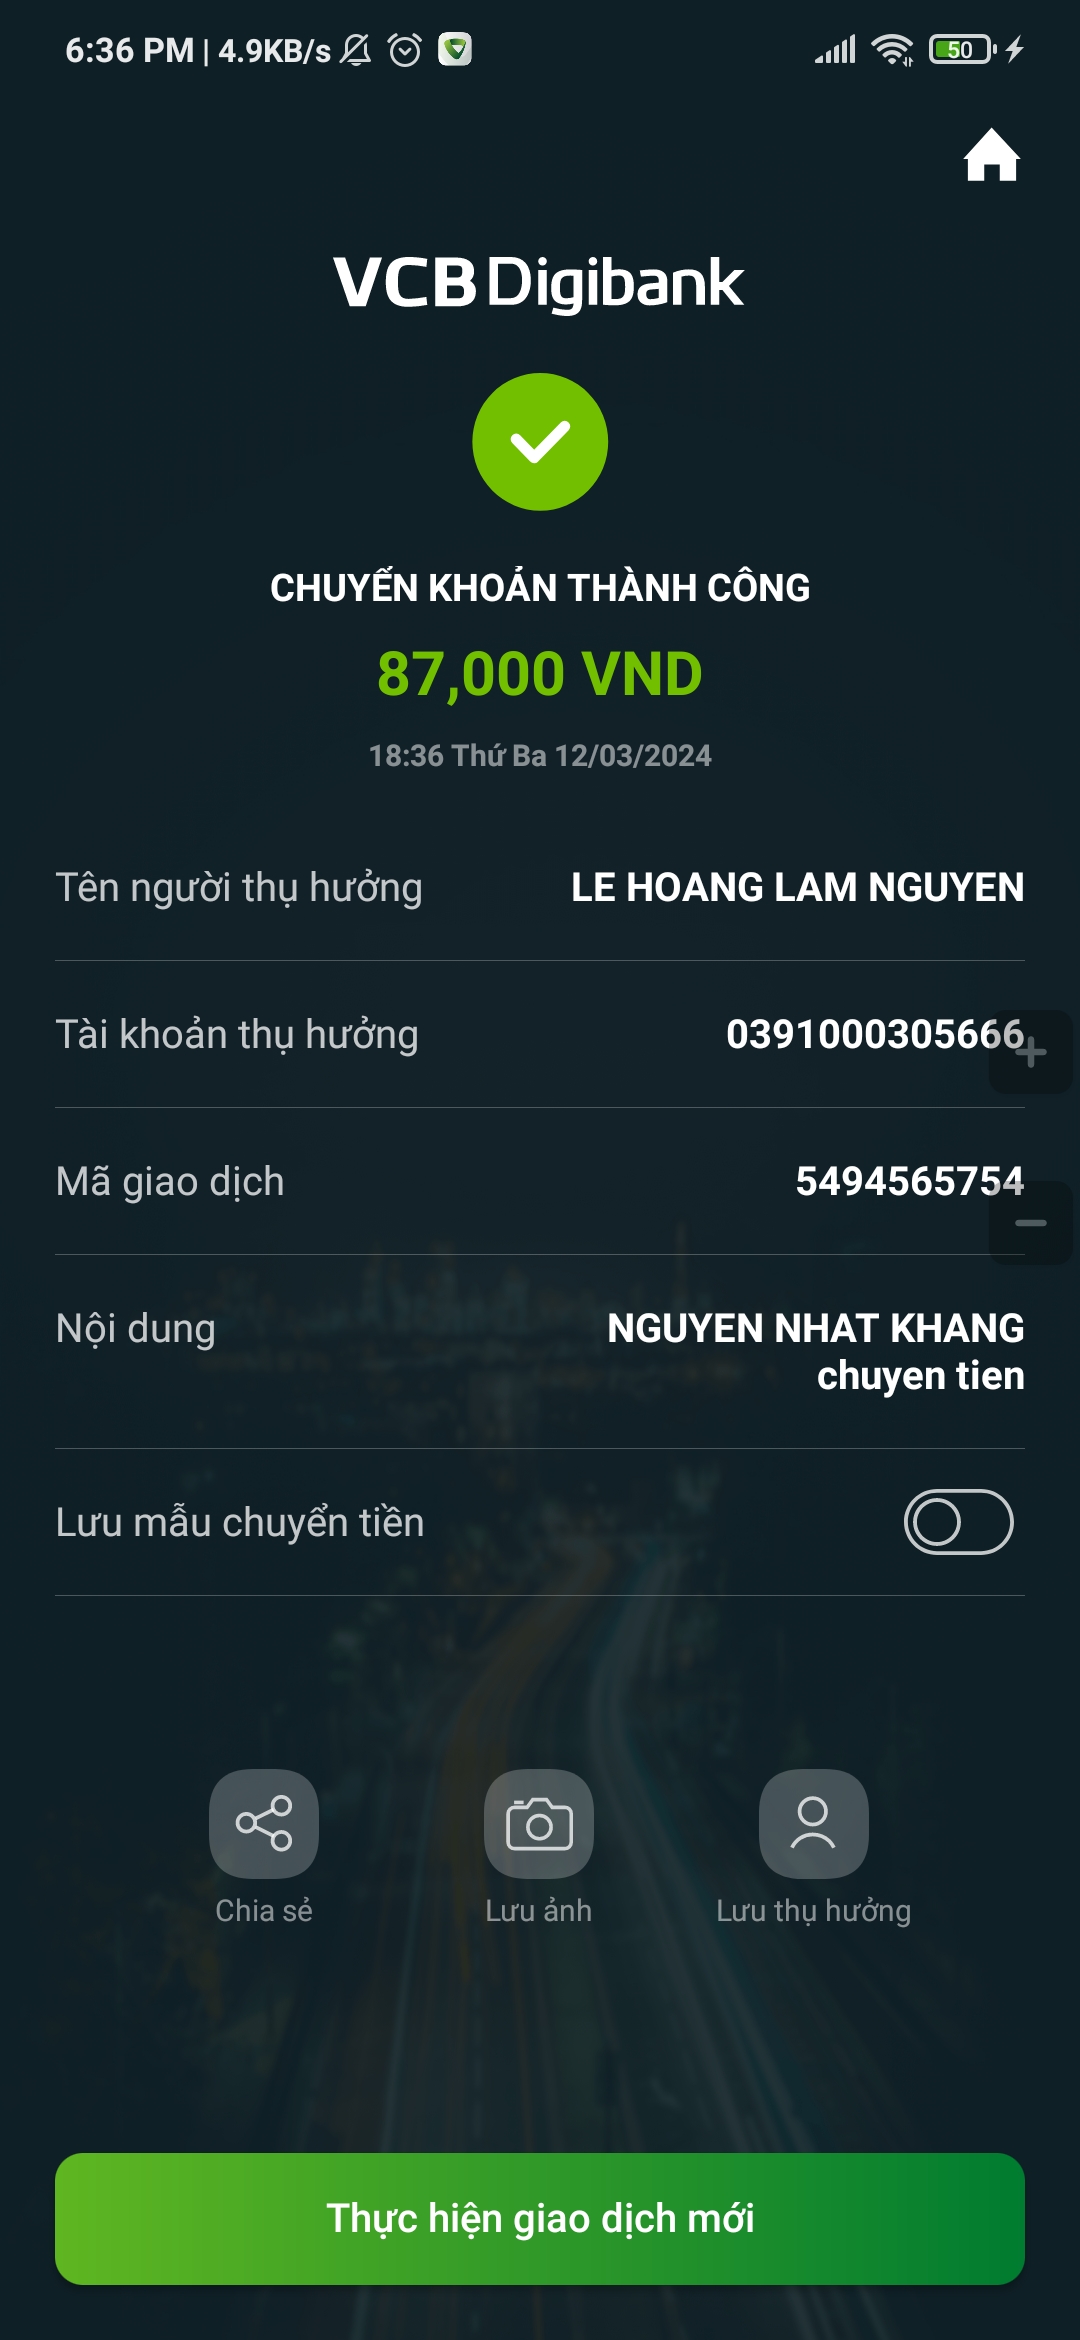 6:36 PM | 4.9KB/s 50
VCB Digibank
CHUYỂN KHOẢN THÀNH CÔNG
87,000 VND
18:36 Thứ Ba 12/03/2024
Tên người thụ hưởng LE HOANG LAM NGUYEN
Tài khoản thụ hưởng 0391000305666
Mã giao dịch 5494565754
Nội dung NGUYEN NHAT KHANG
chuyen tien
Lưu mẫu chuyển tiền
Chia sẻ Lưu ảnh Lưu thụ hưởng
Thực hiện giao dịch mới